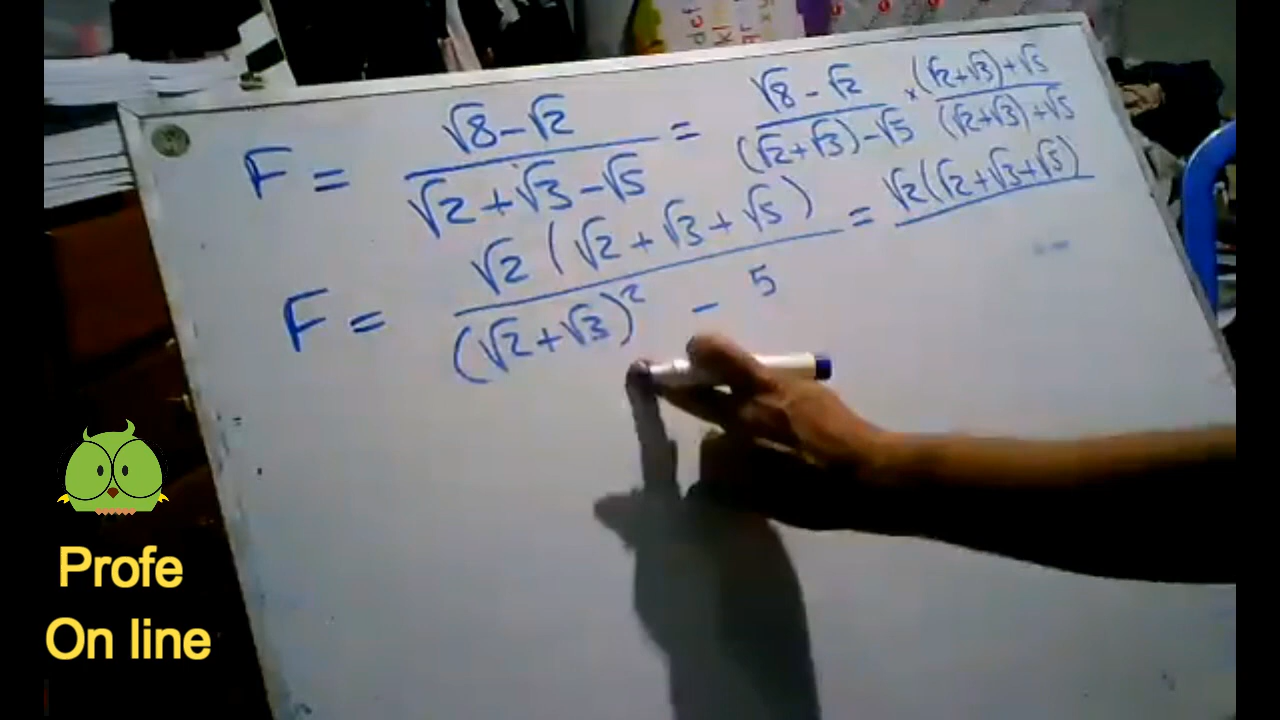 F = √8-√2 / √2+√3-√5 = √8-√2 / (√2+√3)-√5 × (√2+√3)+√5 / (√2+√3)+√5
F = √2(√2+√3+√5) / (√2+√3)² - 5 = √2(√2+√3+√5)
Profe
On line